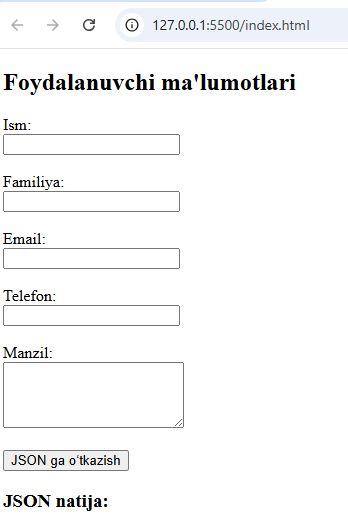 127.0.0.1:5500/index.html
Foydalanuvchi ma'lumotlari
Ism:
Familiya:
Email:
Telefon:
Manzil:
JSON ga o‘tkazish
JSON natija: